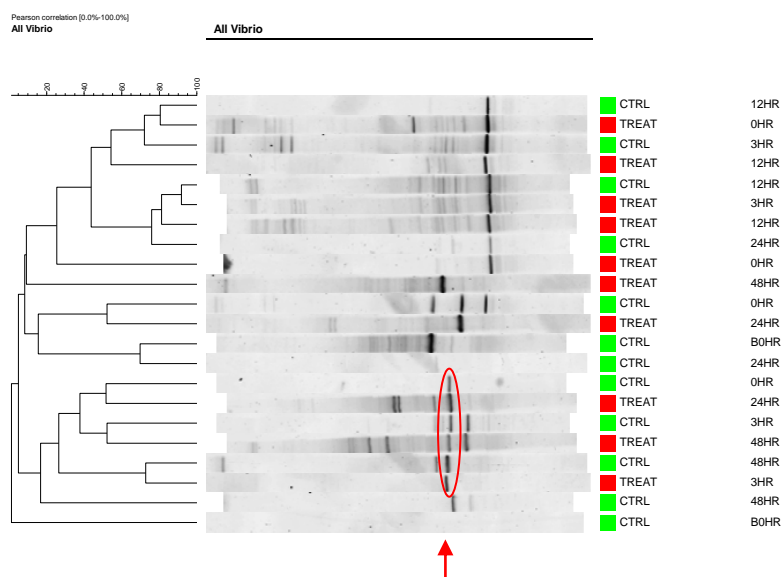 Pearson correlation [0.0%-100.0%]
All Vibrio All Vibrio
20 40 60 80 100
CTRL 12HR
TREAT 0HR
CTRL 3HR
TREAT 12HR
CTRL 12HR
TREAT 3HR
TREAT 12HR
CTRL 24HR
TREAT 0HR
TREAT 48HR
CTRL 0HR
TREAT 24HR
CTRL B0HR
CTRL 24HR
CTRL 0HR
TREAT 24HR
CTRL 3HR
TREAT 48HR
CTRL 48HR
TREAT 3HR
CTRL 48HR
CTRL B0HR